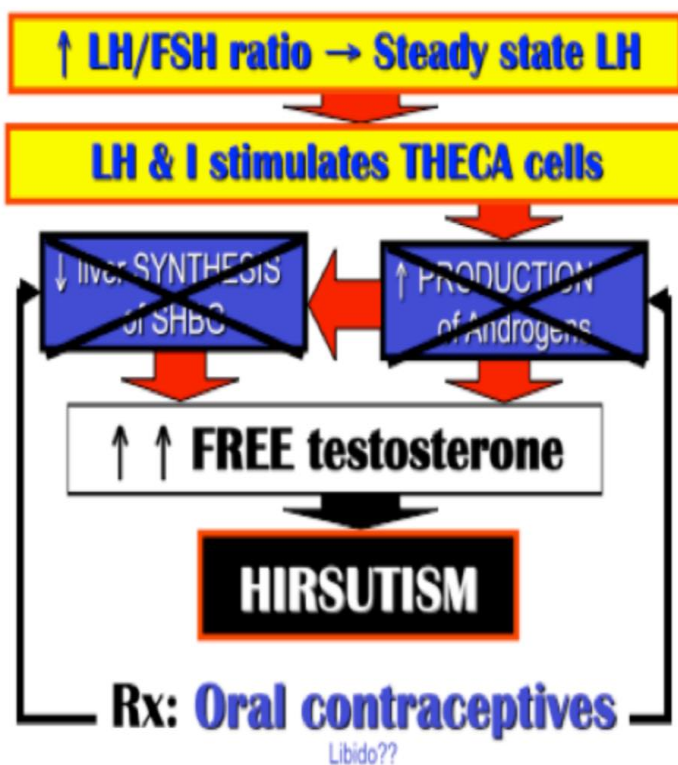 ↑ LH/FSH ratio → Steady state LH
LH & I stimulates THECA cells
↓ liver SYNTHESIS
of SHBG
↑ PRODUCTION
of Androgens
↑ ↑ FREE testosterone
HIRSUTISM
Rx: Oral contraceptives
Libido??